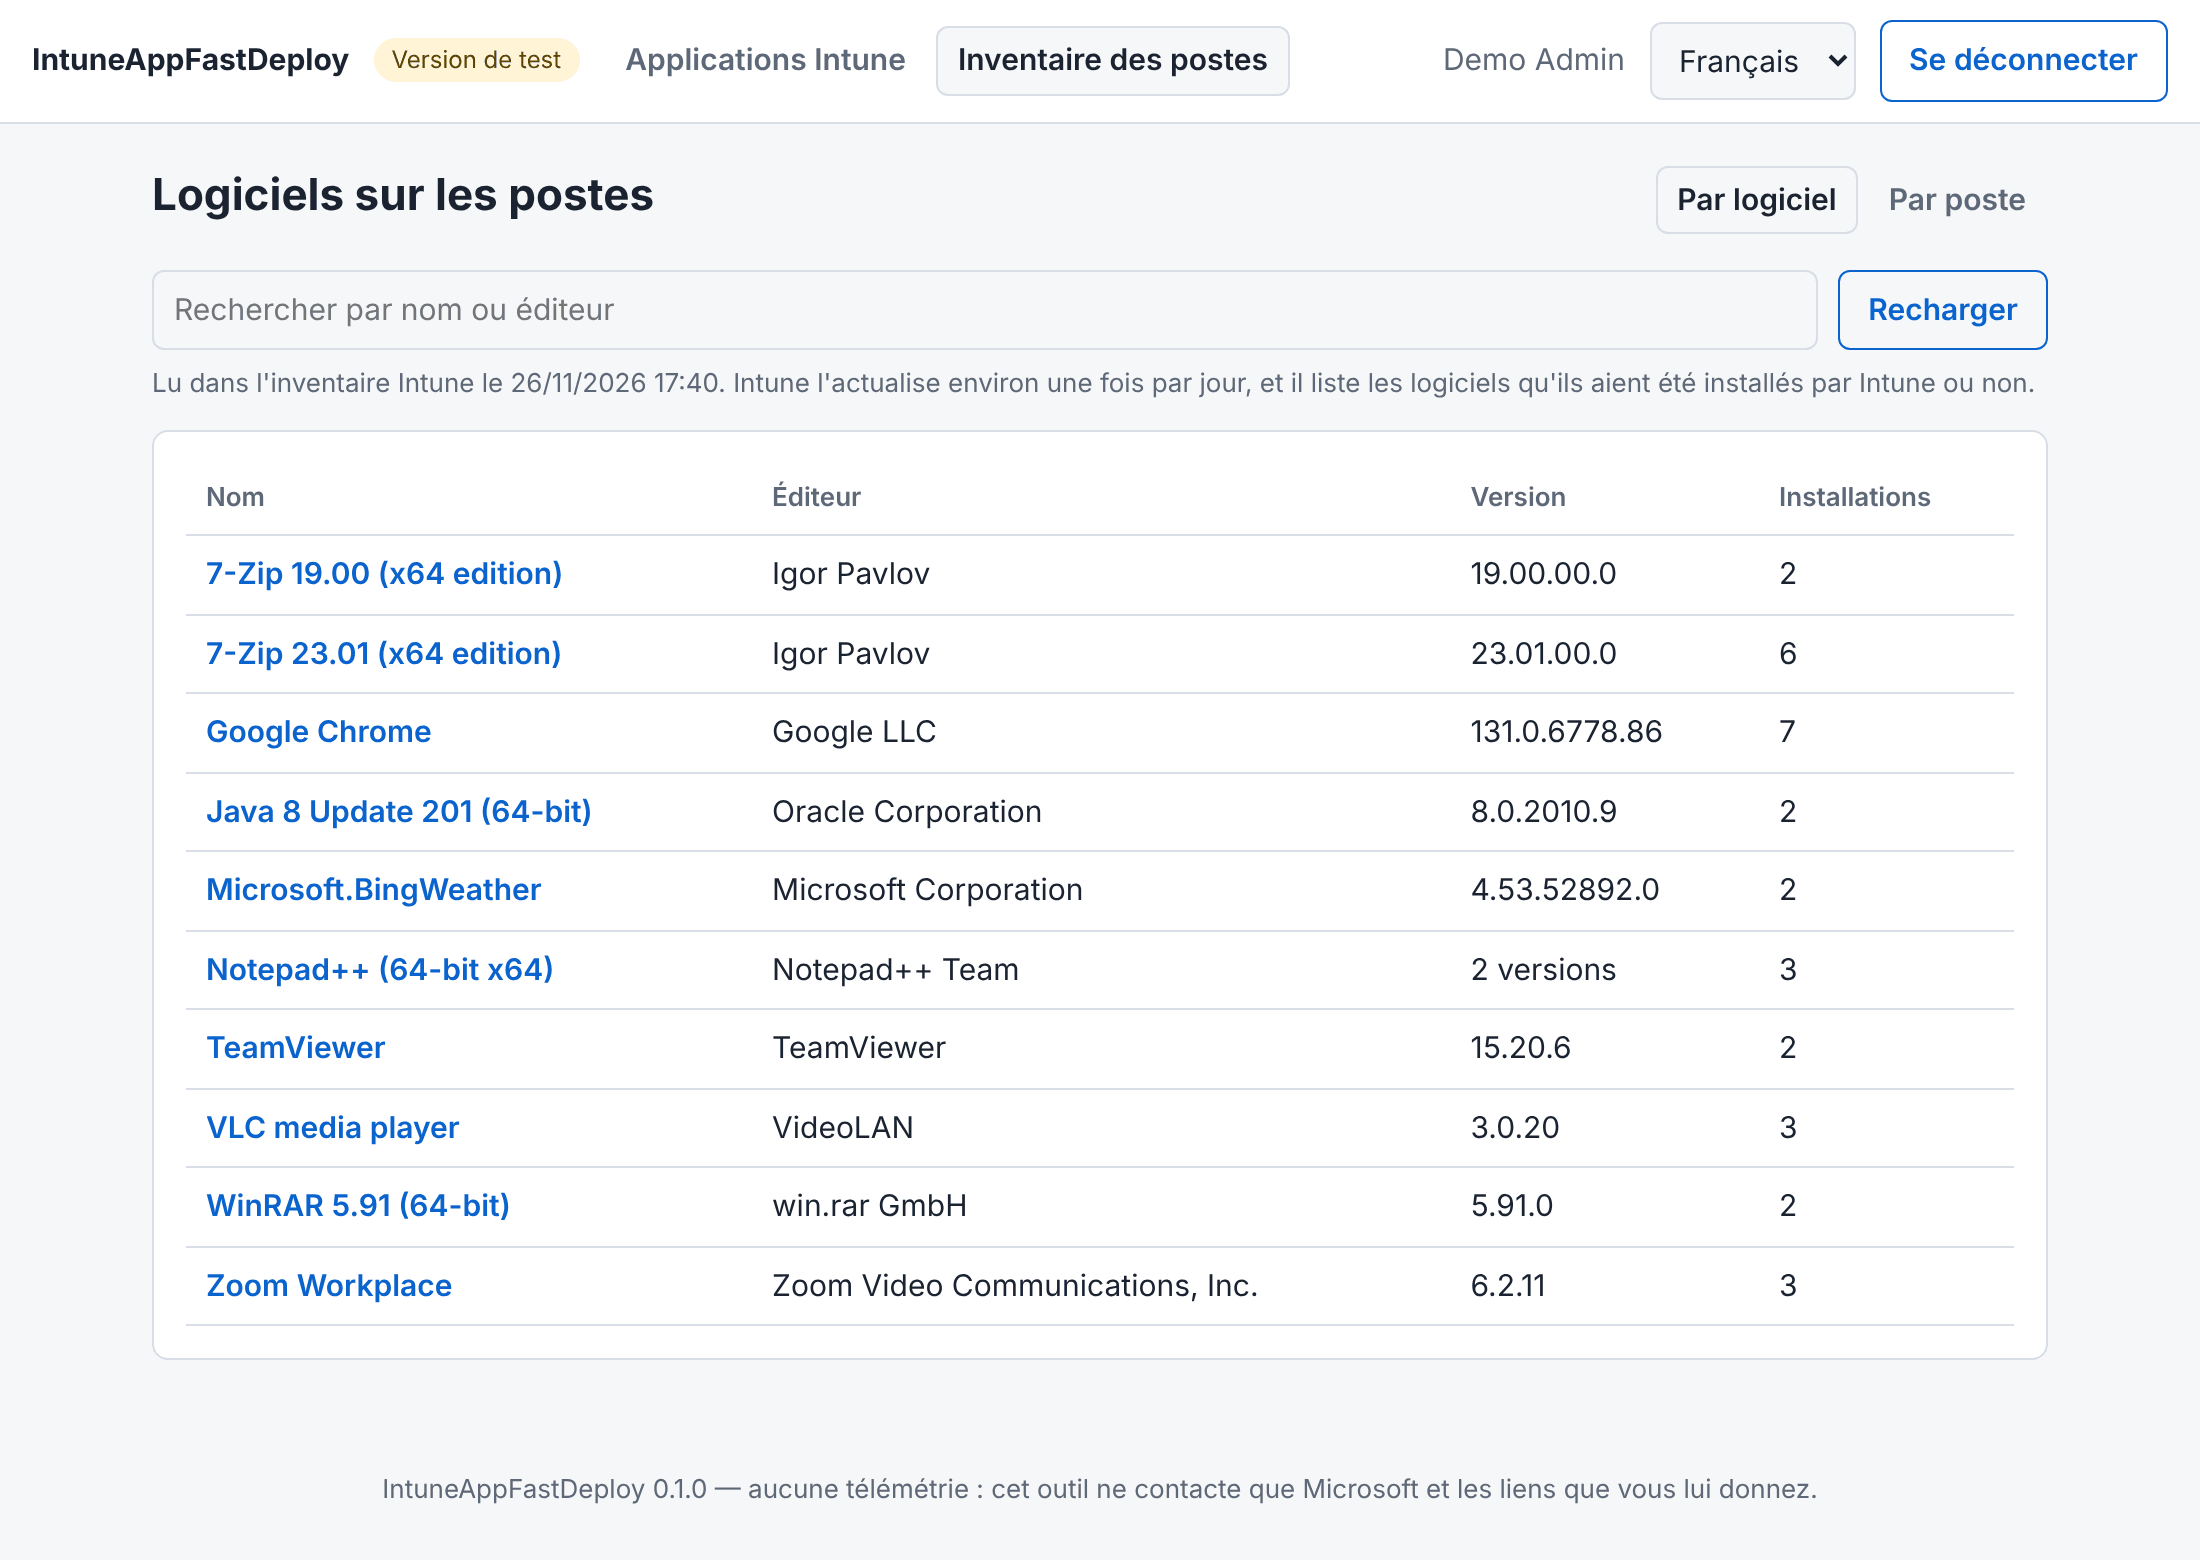 IntuneAppFastDeploy Version de test Applications Intune Inventaire des postes Demo Admin Français Se déconnecter
Logiciels sur les postes Par logiciel Par poste
Rechercher par nom ou éditeur Recharger
Lu dans l'inventaire Intune le 26/11/2026 17:40. Intune l'actualise environ une fois par jour, et il liste les logiciels qu'ils aient été installés par Intune ou non.
Nom Éditeur Version Installations
7-Zip 19.00 (x64 edition) Igor Pavlov 19.00.00.0 2
7-Zip 23.01 (x64 edition) Igor Pavlov 23.01.00.0 6
Google Chrome Google LLC 131.0.6778.86 7
Java 8 Update 201 (64-bit) Oracle Corporation 8.0.2010.9 2
Microsoft.BingWeather Microsoft Corporation 4.53.52892.0 2
Notepad++ (64-bit x64) Notepad++ Team 2 versions 3
TeamViewer TeamViewer 15.20.6 2
VLC media player VideoLAN 3.0.20 3
WinRAR 5.91 (64-bit) win.rar GmbH 5.91.0 2
Zoom Workplace Zoom Video Communications, Inc. 6.2.11 3
IntuneAppFastDeploy 0.1.0 — aucune télémétrie : cet outil ne contacte que Microsoft et les liens que vous lui donnez.